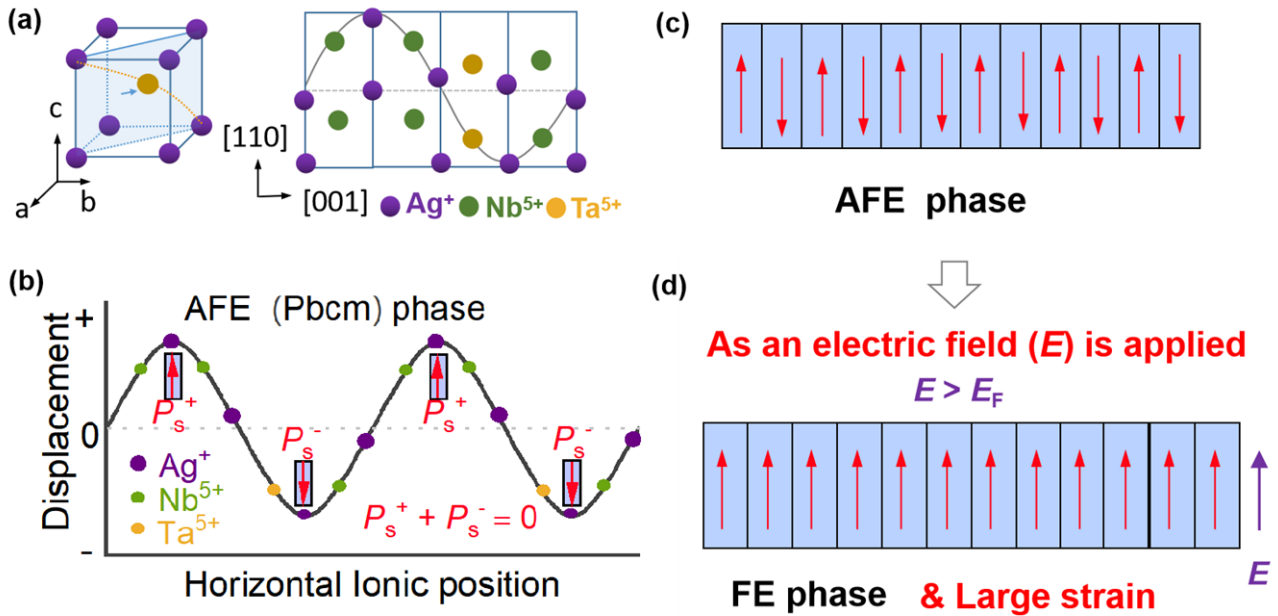 (a)
c
a
b
[110]
[001]
Ag⁺
Nb⁵⁺
Ta⁵⁺
(b)
AFE (Pbcm) phase
Displacement
+
0
-
Pₛ⁺
Pₛ⁻
Pₛ⁺
Pₛ⁻
Ag⁺
Nb⁵⁺
Ta⁵⁺
Pₛ⁺ + Pₛ⁻ = 0
Horizontal Ionic position
(c)
AFE phase
(d)
As an electric field (E) is applied
E > E_F
E
FE phase & Large strain